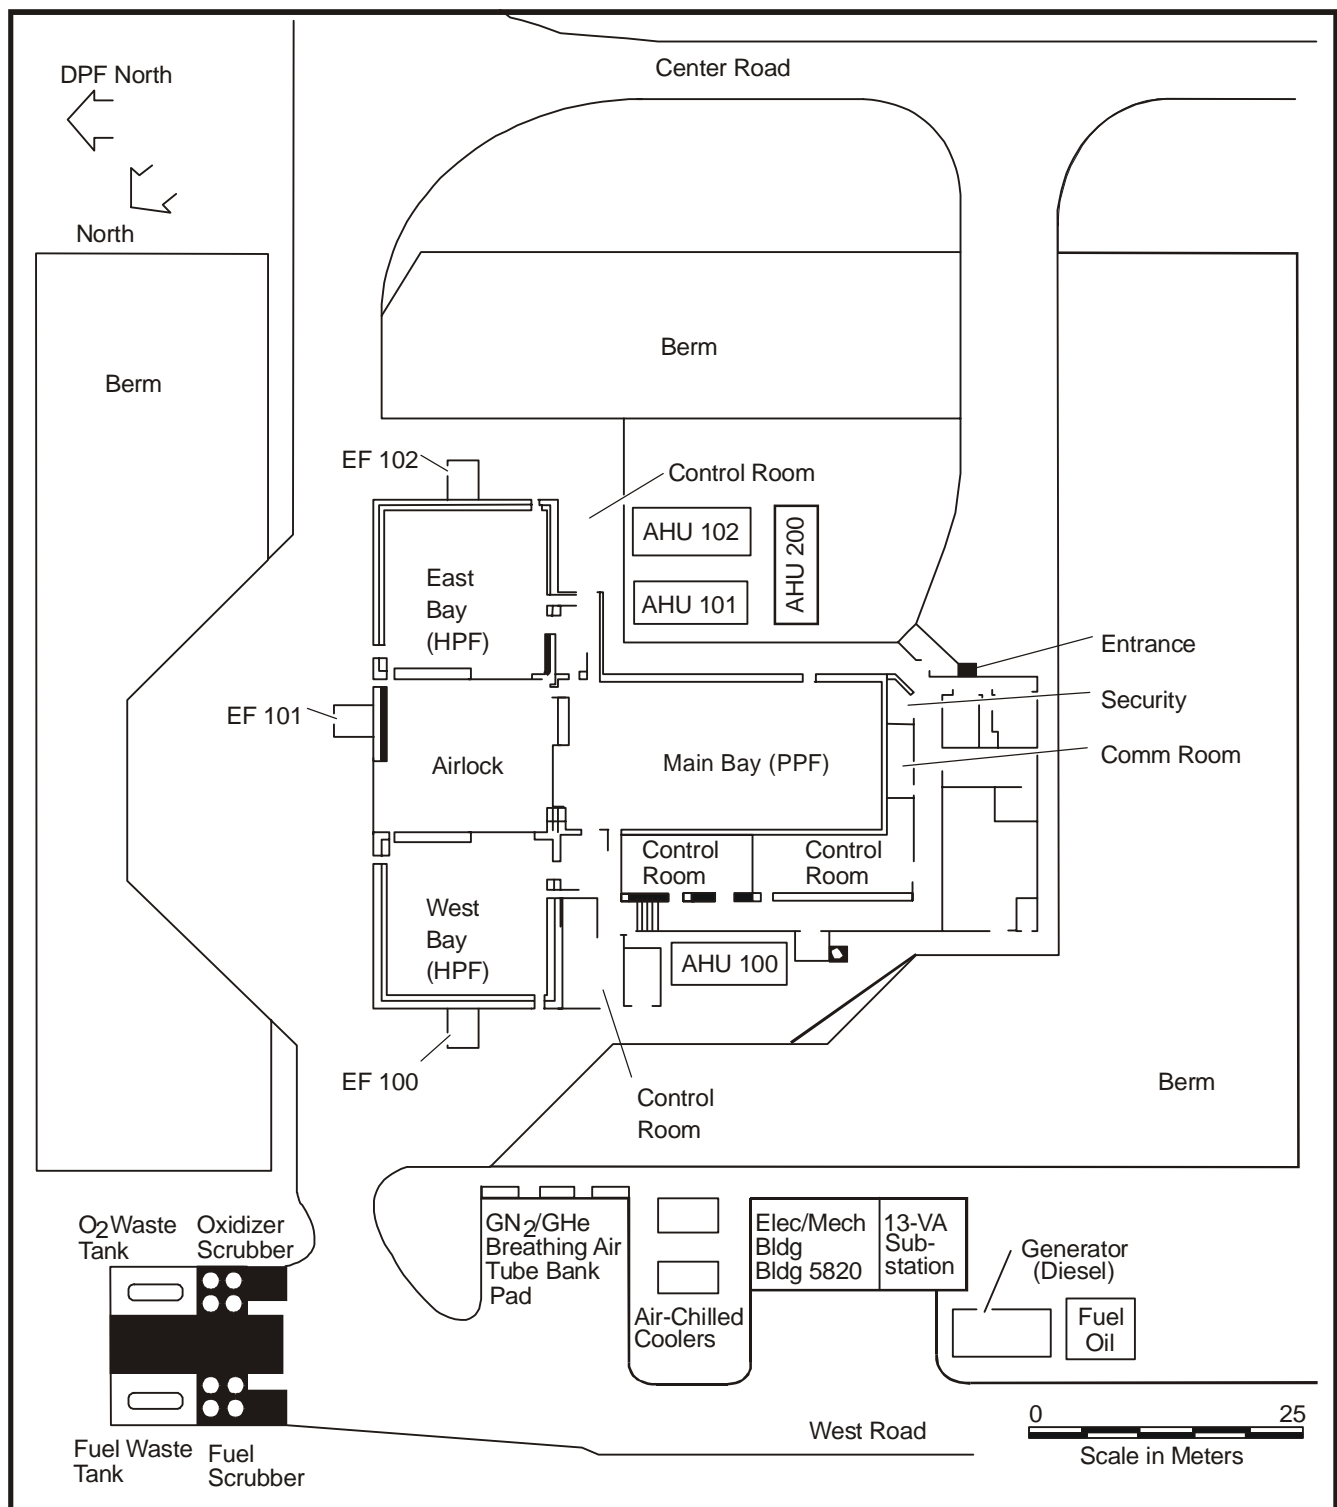 Center Road
DPF North
North
Berm
Berm
EF 102
Control Room
AHU 102
AHU 200
East
Bay
(HPF)
AHU 101
Entrance
Security
EF 101
Airlock
Main Bay (PPF)
Comm Room
Control
Room
Control
Room
West
Bay
(HPF)
AHU 100
EF 100
Control
Room
Berm
O2 Waste
Tank
Oxidizer
Scrubber
GN2/GHe
Breathing Air
Tube Bank
Pad
Elec/Mech
Bldg
Bldg 5820
13-VA
Sub-
station
Generator
(Diesel)
Air-Chilled
Coolers
Fuel
Oil
Fuel Waste
Tank
Fuel
Scrubber
West Road
0 25
Scale in Meters